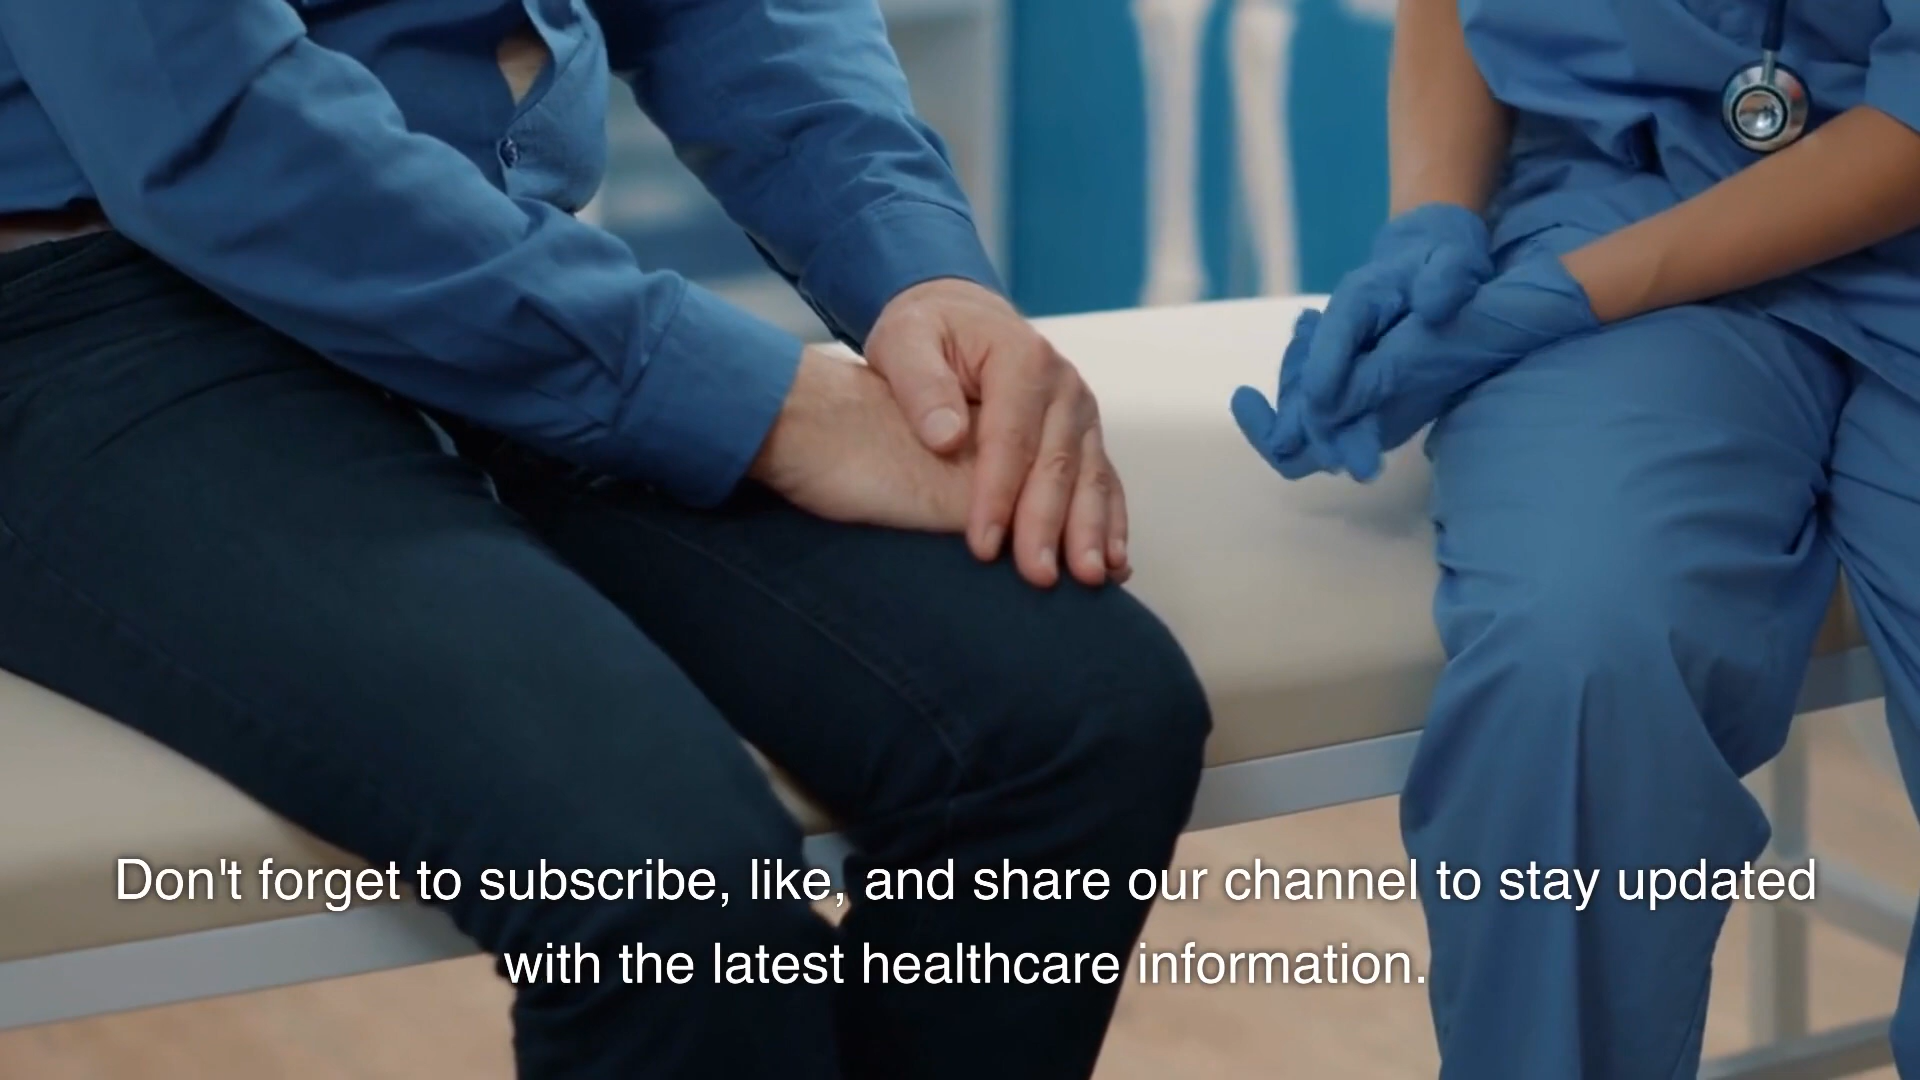 Don't forget to subscribe, like, and share our channel to stay updated
with the latest healthcare information.